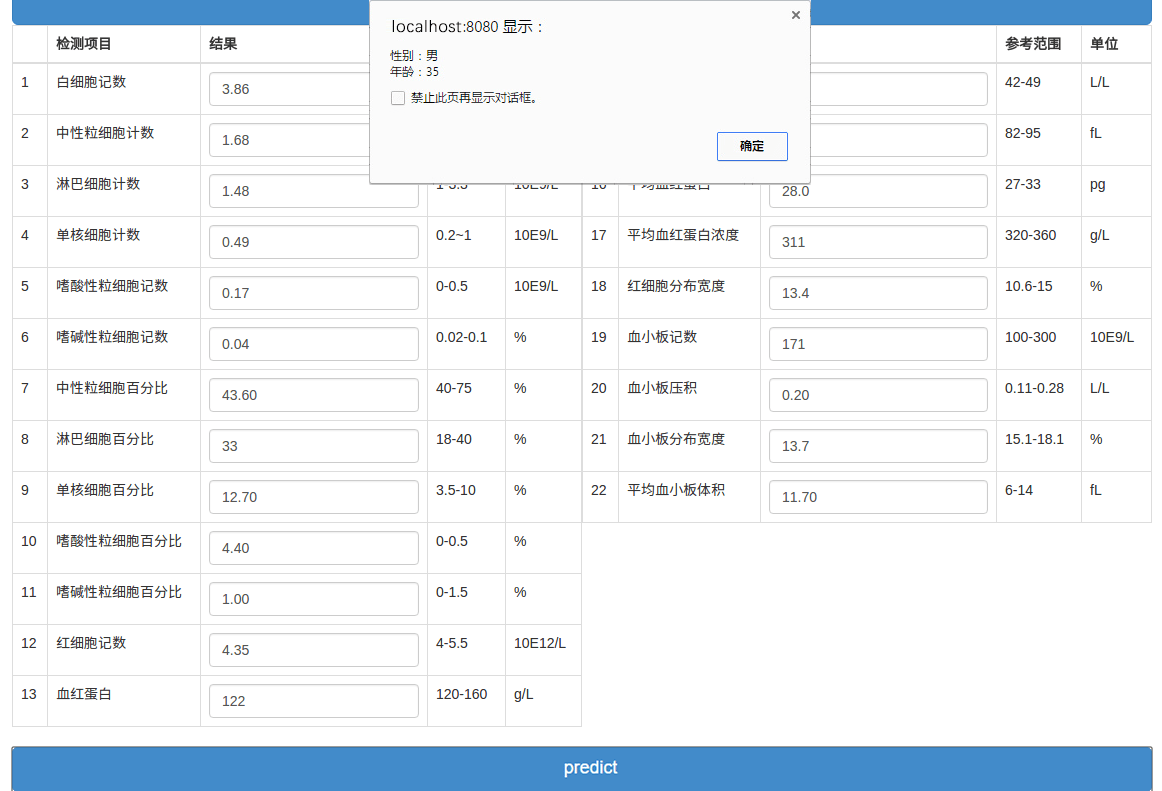 ×
localhost:8080 显示：
性别：男
年龄：35
禁止此页再显示对话框。
确定
检测项目 结果 参考范围 单位
1 白细胞记数 3.86 42-49 L/L
2 中性粒细胞计数 1.68 82-95 fL
3 淋巴细胞计数 1.48 28.0 27-33 pg
4 单核细胞计数 0.49 0.2~1 10E9/L 17 平均血红蛋白浓度 311 320-360 g/L
5 嗜酸性粒细胞记数 0.17 0-0.5 10E9/L 18 红细胞分布宽度 13.4 10.6-15 %
6 嗜碱性粒细胞记数 0.04 0.02-0.1 % 19 血小板记数 171 100-300 10E9/L
7 中性粒细胞百分比 43.60 40-75 % 20 血小板压积 0.20 0.11-0.28 L/L
8 淋巴细胞百分比 33 18-40 % 21 血小板分布宽度 13.7 15.1-18.1 %
9 单核细胞百分比 12.70 3.5-10 % 22 平均血小板体积 11.70 6-14 fL
10 嗜酸性粒细胞百分比 4.40 0-0.5 %
11 嗜碱性粒细胞百分比 1.00 0-1.5 %
12 红细胞记数 4.35 4-5.5 10E12/L
13 血红蛋白 122 120-160 g/L
predict